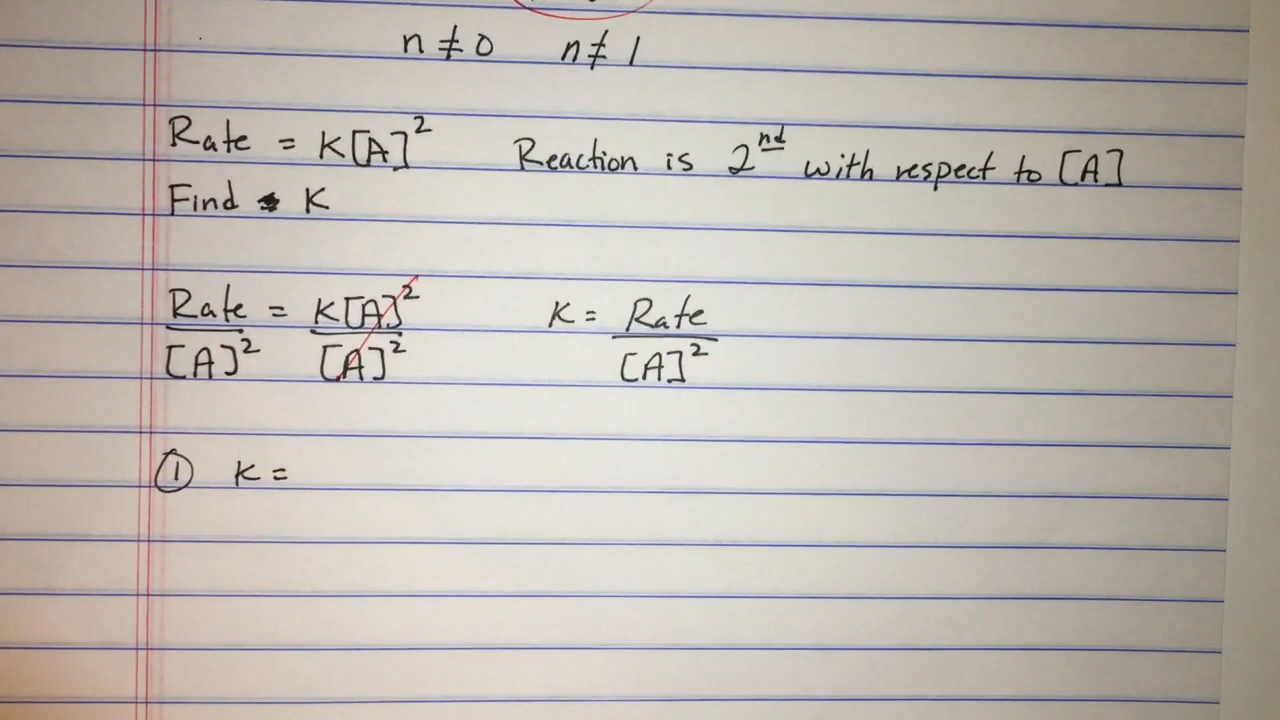 n ≠ 0 n ≠ 1
Rate = K[A]² Reaction is 2nd with respect to [A]
Find K
Rate = K[A]² K = Rate
[A]² [A]² [A]²
① K =